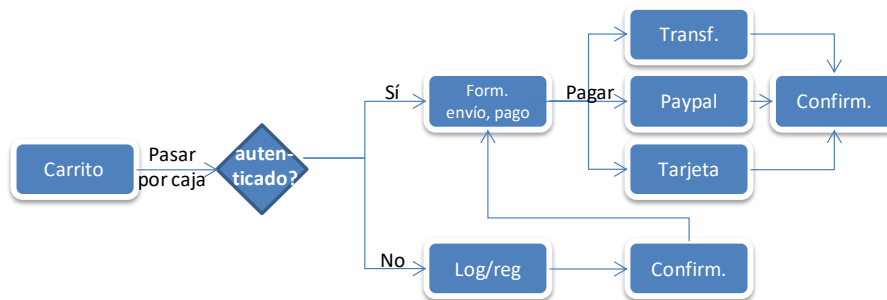 Carrito
Pasar
por caja
auten-
ticado?
Sí
Form.
envío, pago
Pagar
Transf.
Paypal
Tarjeta
Confirm.
No
Log/reg
Confirm.